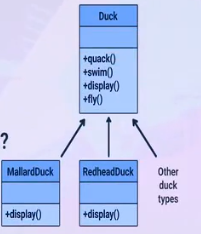 Duck
+quack()
+swim()
+display()
+fly()
?
MallardDuck
+display()
RedheadDuck
+display()
Other
duck
types